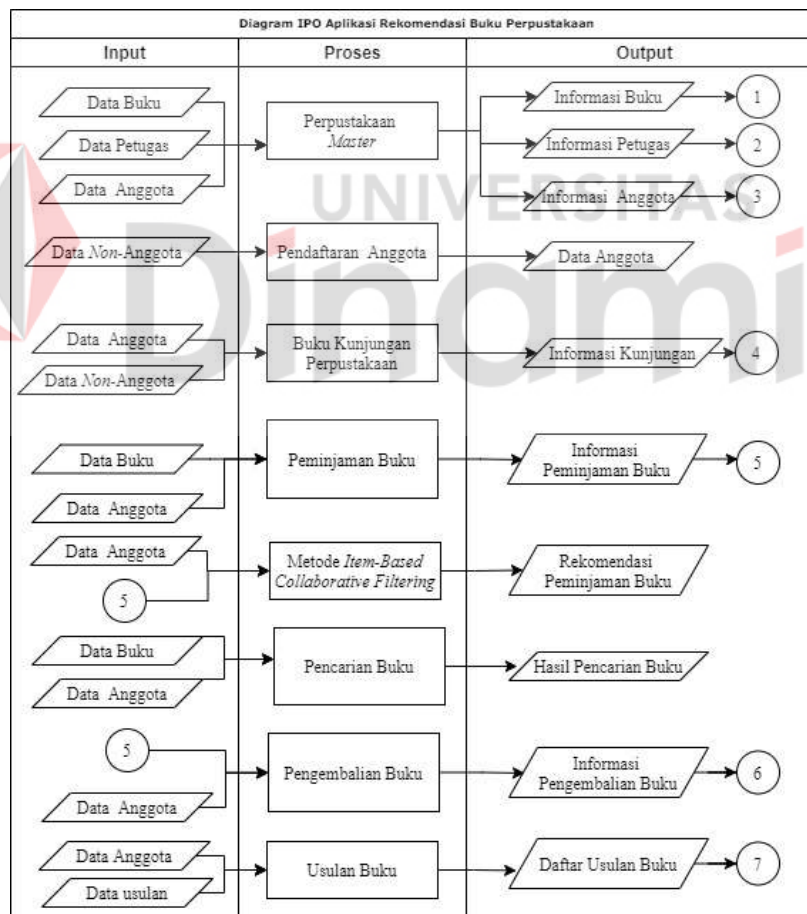 Diagram IPO Aplikasi Rekomendasi Buku Perpustakaan
Input
Proses
Output
Data Buku
Data Petugas
Data Anggota
Perpustakaan
Master
Informasi Buku
1
Informasi Petugas
2
Informasi Anggota
3
UNIVERSITAS
Dinami
Data Non-Anggota
Pendaftaran Anggota
Data Anggota
Data Anggota
Data Non-Anggota
Buku Kunjungan
Perpustakaan
Informasi Kunjungan
4
Data Buku
Data Anggota
Peminjaman Buku
Informasi
Peminjaman Buku
5
Data Anggota
5
Metode Item-Based
Collaborative Filtering
Rekomendasi
Peminjaman Buku
Data Buku
Data Anggota
Pencarian Buku
Hasil Pencarian Buku
5
Data Anggota
Pengembalian Buku
Informasi
Pengembalian Buku
6
Data Anggota
Data usulan
Usulan Buku
Daftar Usulan Buku
7